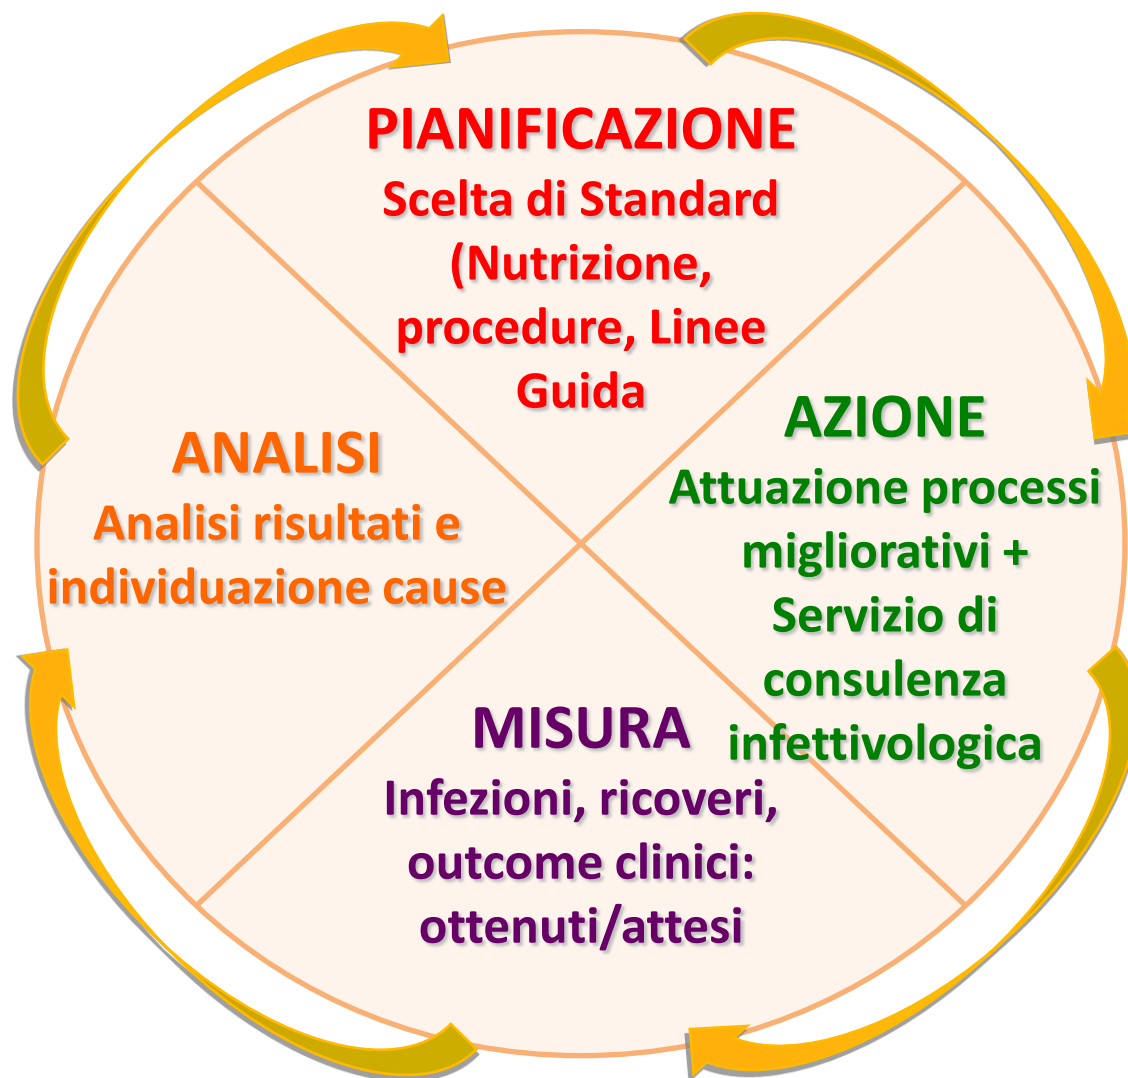 PIANIFICAZIONE
Scelta di Standard
(Nutrizione,
procedure, Linee
Guida
AZIONE
Attuazione processi
migliorativi +
Servizio di
consulenza
infettivologica
MISURA
Infezioni, ricoveri,
outcome clinici:
ottenuti/attesi
ANALISI
Analisi risultati e
individuazione cause